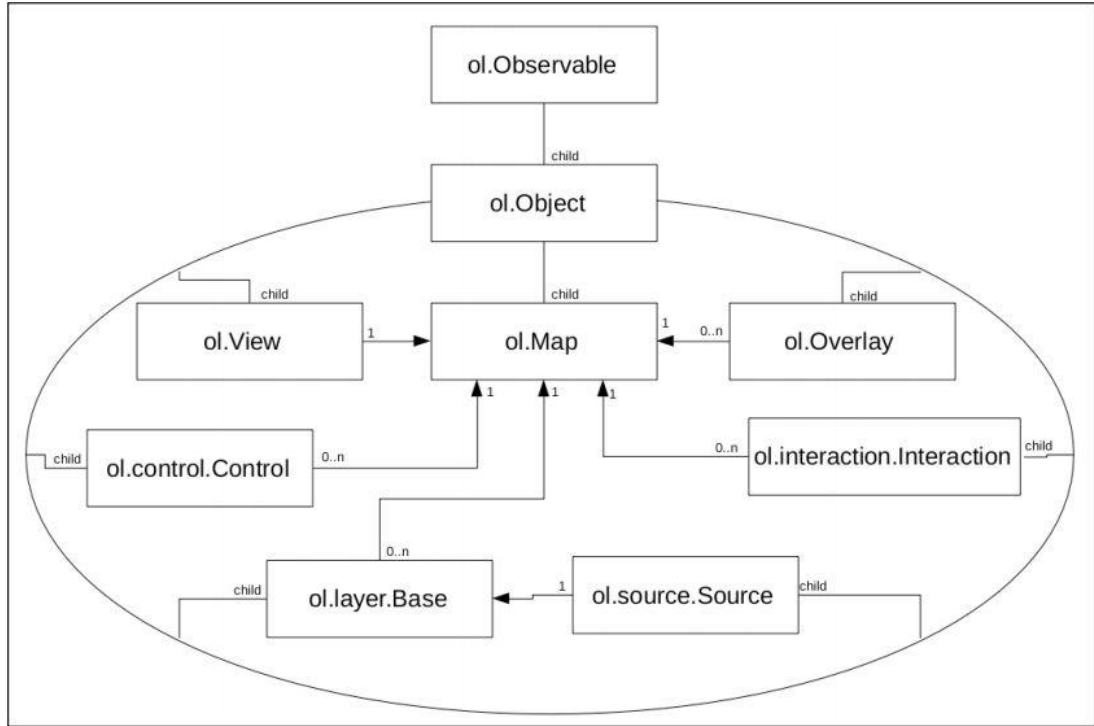 ol.Observable
child
ol.Object
child
child
child
ol.View
1
ol.Map
1
0..n
ol.Overlay
1
1
1
child
ol.control.Control
0..n
0..n
ol.interaction.Interaction
child
0..n
child
ol.layer.Base
1
ol.source.Source
child